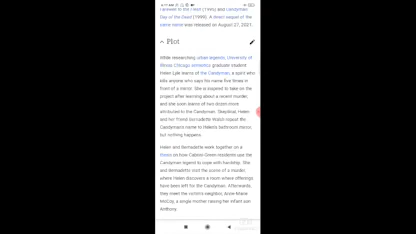 Farewell to the Flesh (1995) and Candyman:
Day of the Dead (1999). A direct sequel of the
same name was released on August 27, 2021.
Plot
While researching urban legends, University of
Illinois Chicago semiotics graduate student
Helen Lyle learns of the Candyman, a spirit who
kills anyone who says his name five times in
front of a mirror. She is inspired to take on the
project after learning about a recent murder,
and she soon learns of two dozen more
attributed to the Candyman. Skeptical, Helen
and her friend Bernadette Walsh repeat the
Candyman's name to Helen's bathroom mirror,
but nothing happens.
Helen and Bernadette work together on a
thesis on how Cabrini-Green residents use the
Candyman legend to cope with hardship. She
and Bernadette visit the scene of a murder,
where Helen discovers a room where offerings
have been left for the Candyman. Afterwards,
they meet the victim's neighbor, Anne-Marie
McCoy, a single mother raising her infant son
Anthony.